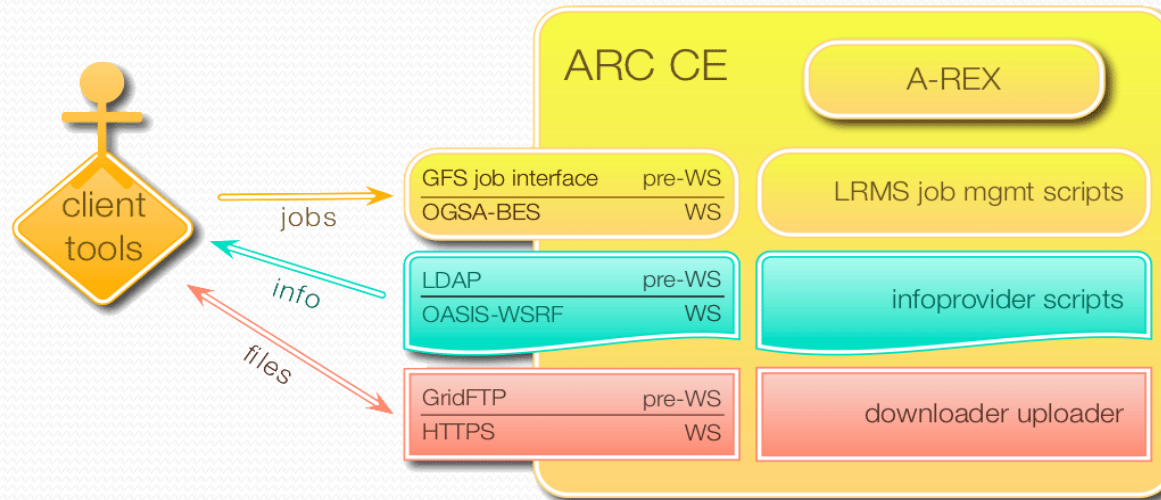 ARC CE
A-REX
client
tools
jobs
info
files
GFS job interface pre-WS
OGSA-BES WS
LRMS job mgmt scripts
LDAP pre-WS
OASIS-WSRF WS
infoprovider scripts
GridFTP pre-WS
HTTPS WS
downloader uploader